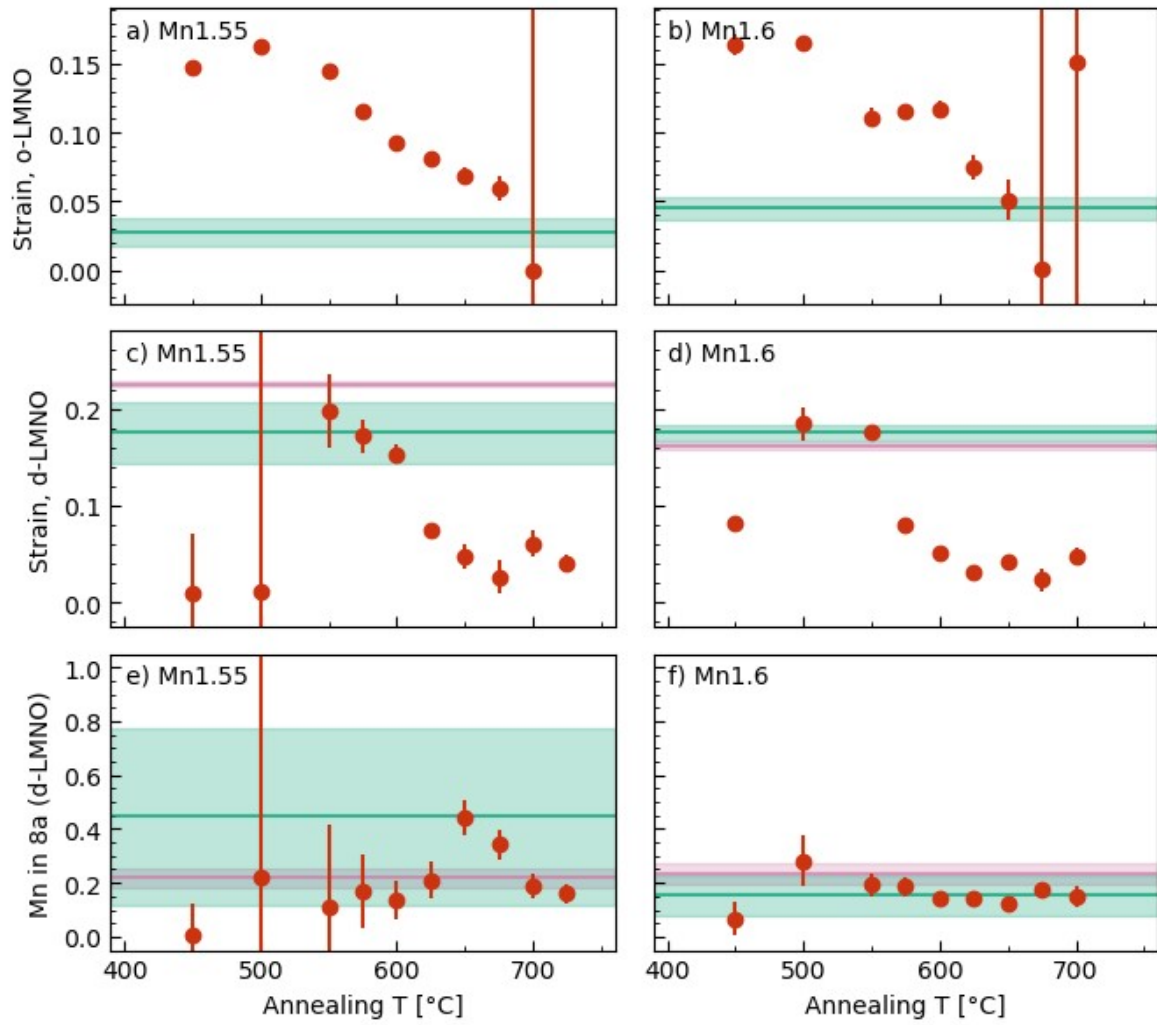 a) Mn1.55
b) Mn1.6
Strain, o-LMNO
0.15
0.10
0.05
0.00
c) Mn1.55
d) Mn1.6
Strain, d-LMNO
0.2
0.1
0.0
e) Mn1.55
f) Mn1.6
Mn in 8a (d-LMNO)
1.0
0.8
0.6
0.4
0.2
0.0
400 500 600 700
400 500 600 700
Annealing T [°C]
Annealing T [°C]